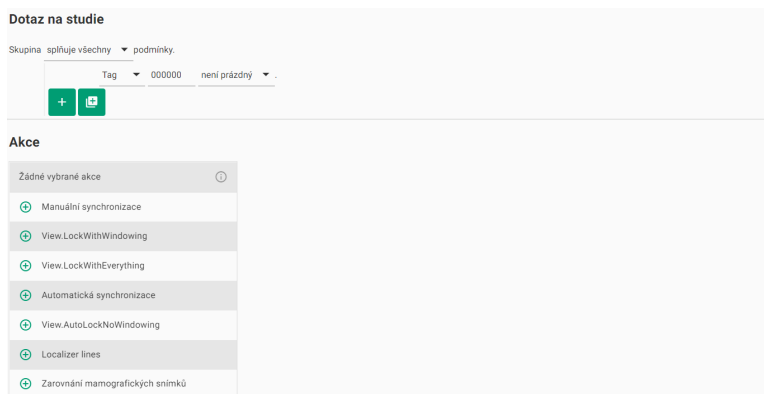 Dotaz na studie
Skupina splňuje všechny podmínky.
Tag 000000 není prázdný .
Akce
Žádné vybrané akce
Manuální synchronizace
View.LockWithWindowing
View.LockWithEverything
Automatická synchronizace
View.AutoLockNoWindowing
Localizer lines
Zarovnání mamografických snímků